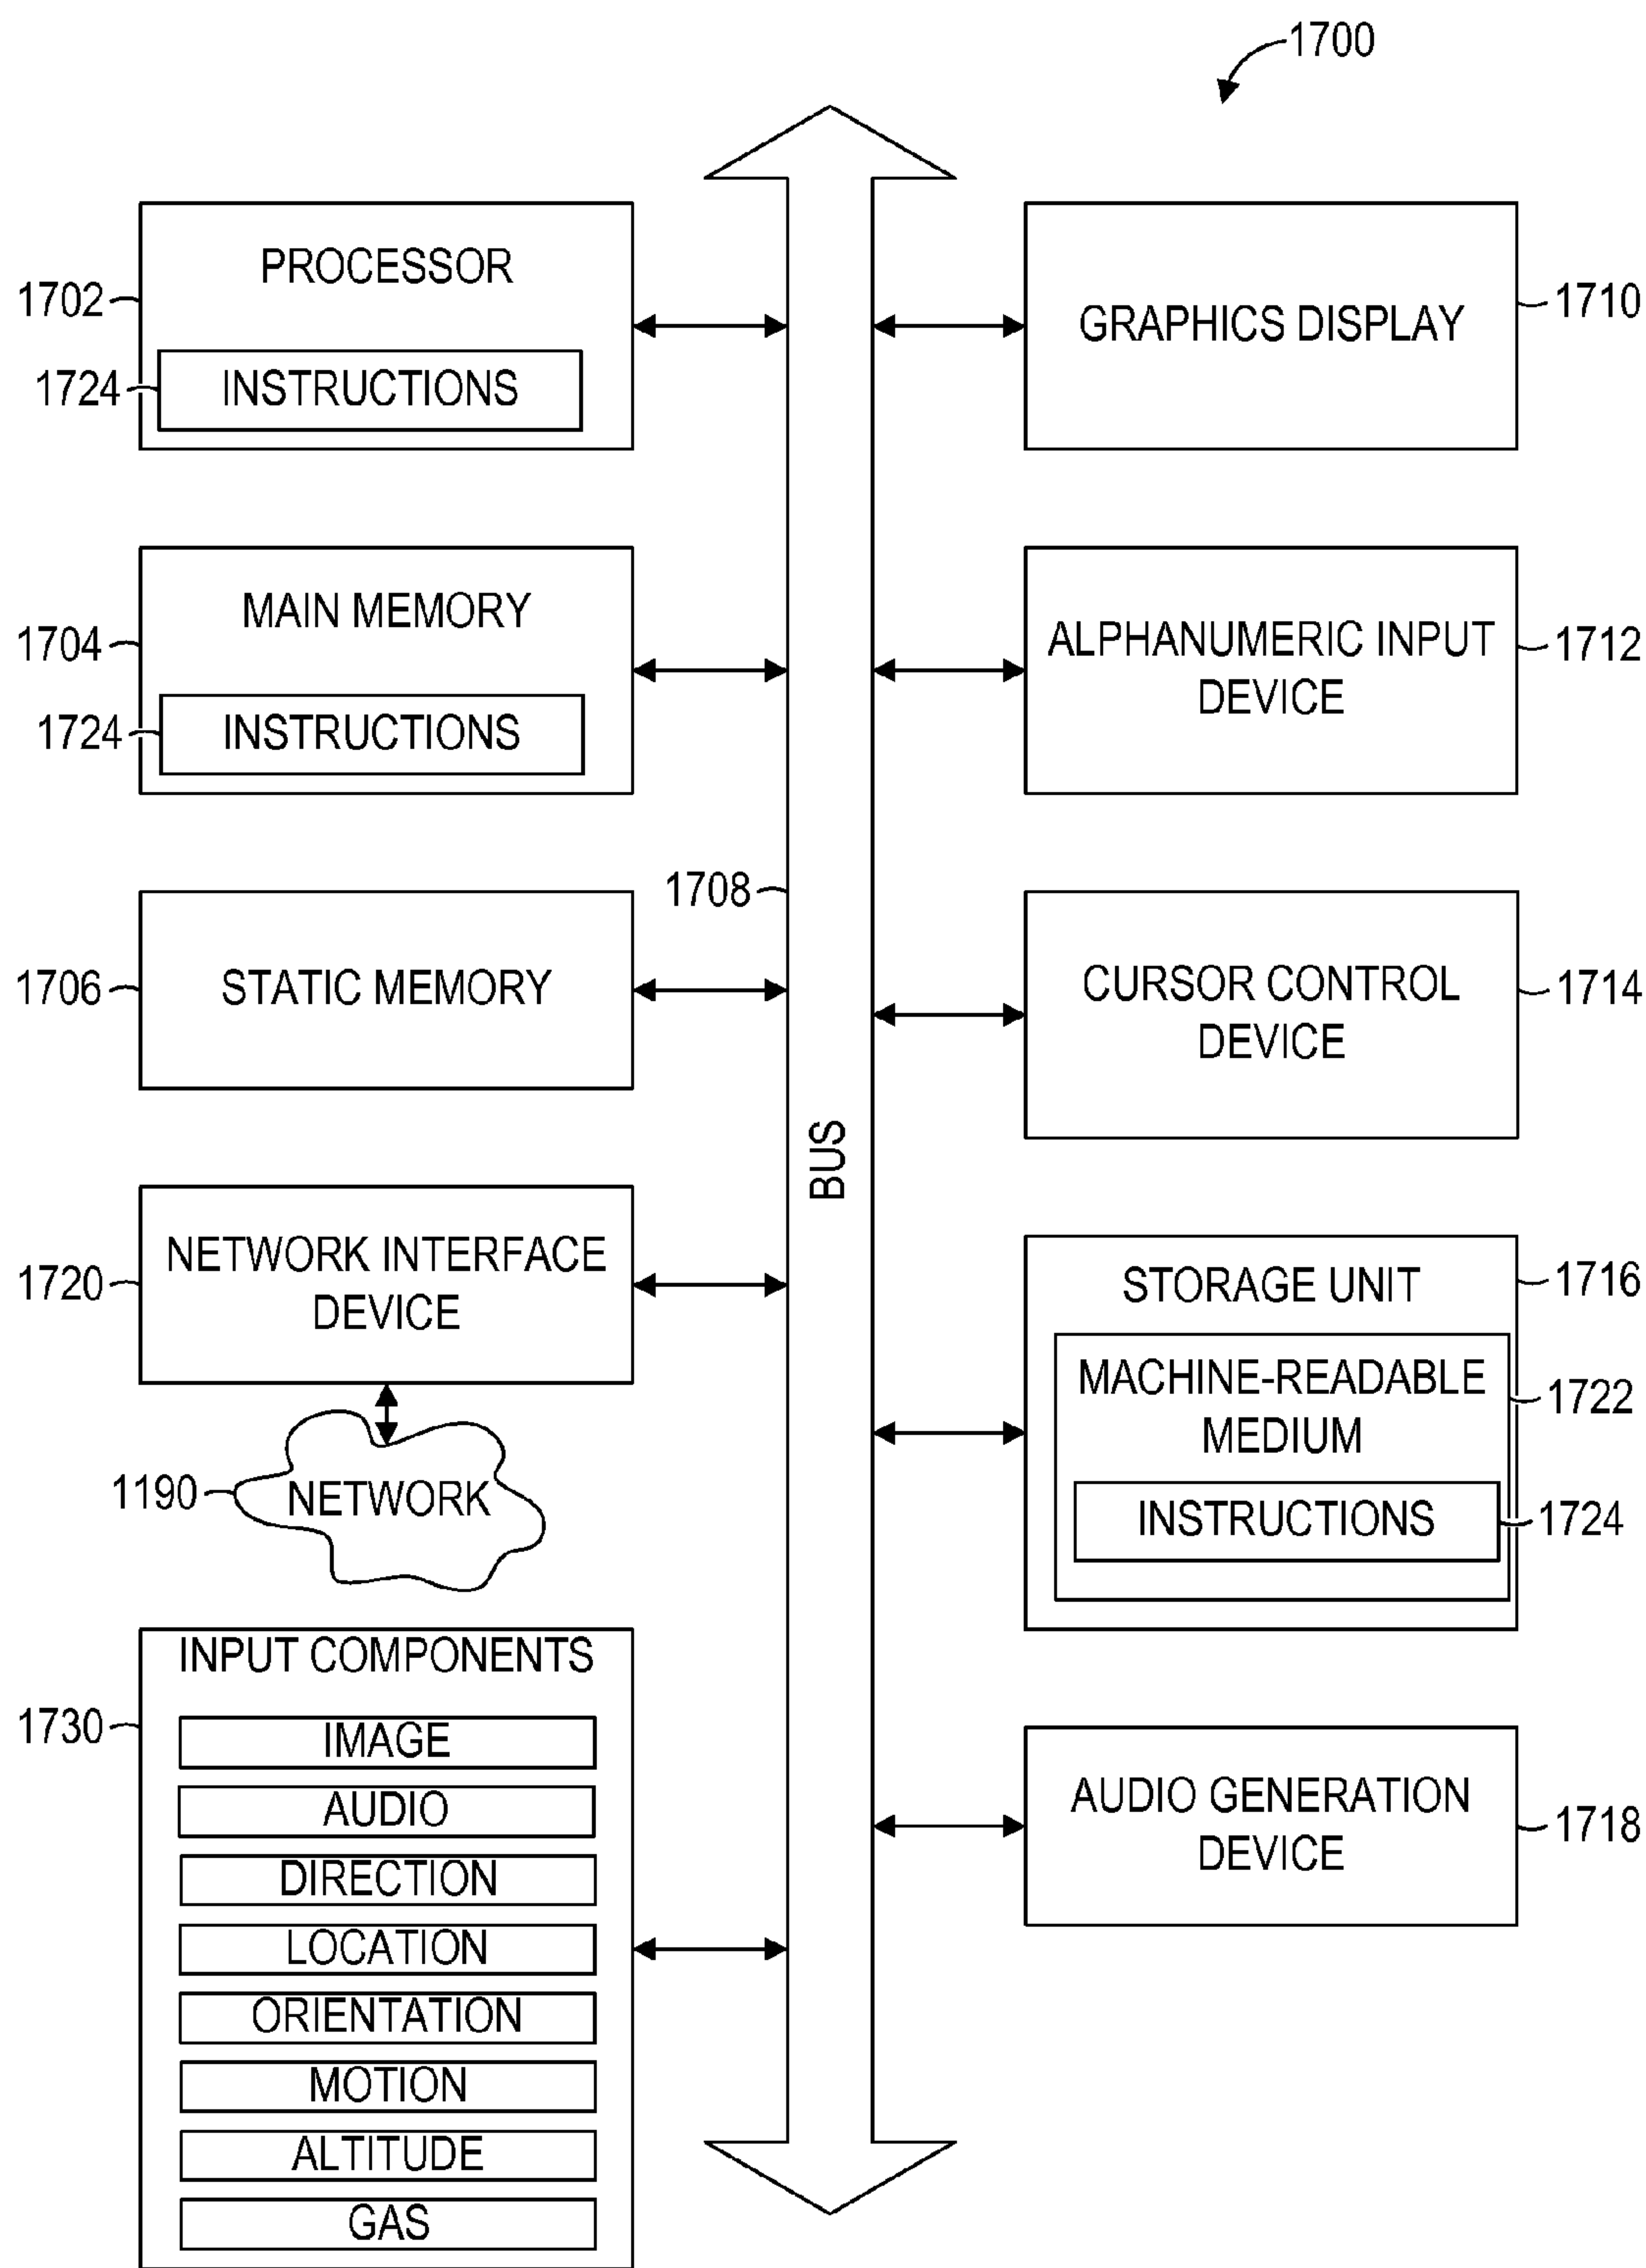 1700
PROCESSOR
1702
1724
INSTRUCTIONS
MAIN MEMORY
1704
1724
INSTRUCTIONS
1708
1706
STATIC MEMORY
NETWORK INTERFACE
DEVICE
1720
1190
NETWORK
INPUT COMPONENTS
1730
IMAGE
AUDIO
DIRECTION
LOCATION
ORIENTATION
MOTION
ALTITUDE
GAS
BUS
GRAPHICS DISPLAY
1710
ALPHANUMERIC INPUT
DEVICE
1712
CURSOR CONTROL
DEVICE
1714
STORAGE UNIT
1716
MACHINE-READABLE
MEDIUM
1722
INSTRUCTIONS
1724
AUDIO GENERATION
DEVICE
1718